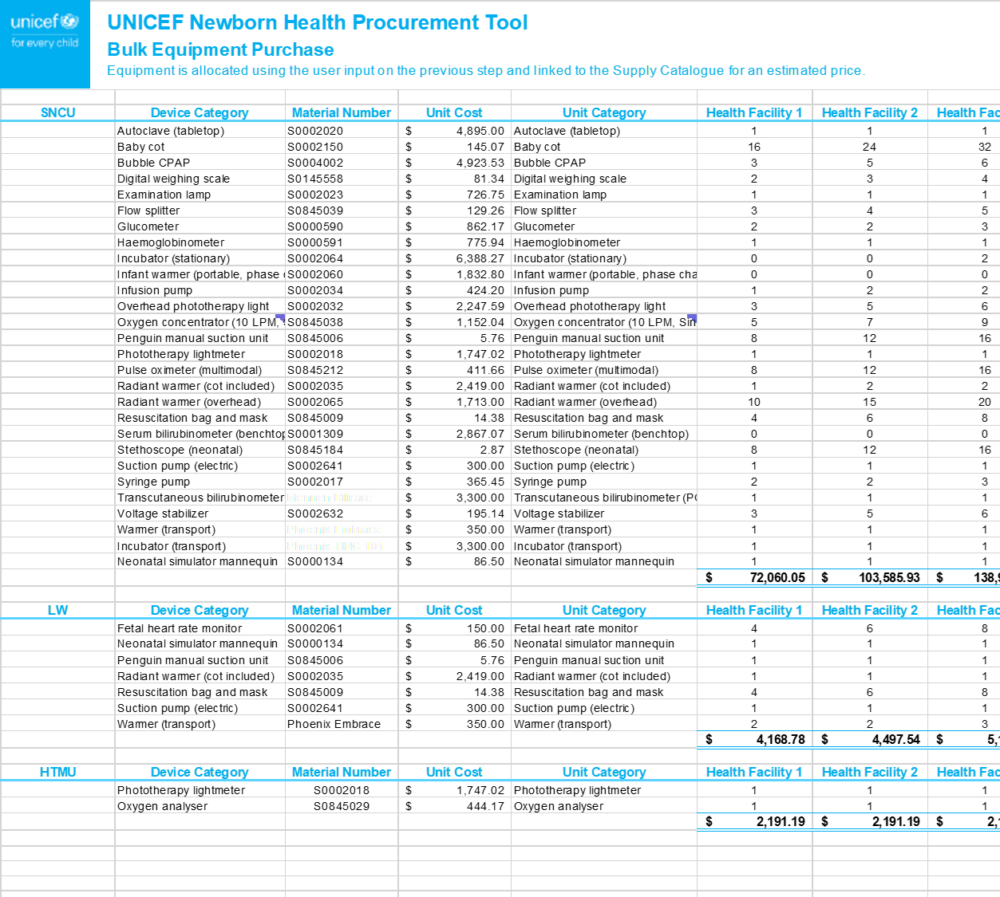 unicef
for every child
UNICEF Newborn Health Procurement Tool
Bulk Equipment Purchase
Equipment is allocated using the user input on the previous step and linked to the Supply Catalogue for an estimated price.
SNCU Device Category Material Number Unit Cost Unit Category Health Facility 1 Health Facility 2 Health Fac
Autoclave (tabletop) S0002020 $ 4,895.00 Autoclave (tabletop) 1 1 1
Baby cot S0002150 $ 145.07 Baby cot 16 24 32
Bubble CPAP S0004002 $ 4,923.53 Bubble CPAP 3 5 6
Digital weighing scale S0145558 $ 81.34 Digital weighing scale 2 3 4
Examination lamp S0002023 $ 726.75 Examination lamp 1 1 1
Flow splitter S0845039 $ 129.26 Flow splitter 3 4 5
Glucometer S0000590 $ 862.17 Glucometer 2 2 3
Haemoglobinometer S0000591 $ 775.94 Haemoglobinometer 1 1 1
Incubator (stationary) S0002064 $ 6,388.27 Incubator (stationary) 0 0 2
Infant warmer (portable, phase c S0002060 $ 1,832.80 Infant warmer (portable, phase cha 0 0 0
Infusion pump S0002034 $ 424.20 Infusion pump 1 2 2
Overhead phototherapy light S0002032 $ 2,247.59 Overhead phototherapy light 3 5 6
Oxygen concentrator (10 LPM, S0845038 $ 1,152.04 Oxygen concentrator (10 LPM, Sin 5 7 9
Penguin manual suction unit S0845006 $ 5.76 Penguin manual suction unit 8 12 16
Phototherapy lightmeter S0002018 $ 1,747.02 Phototherapy lightmeter 1 1 1
Pulse oximeter (multimodal) S0845212 $ 411.66 Pulse oximeter (multimodal) 8 12 16
Radiant warmer (cot included) S0002035 $ 2,419.00 Radiant warmer (cot included) 1 2 2
Radiant warmer (overhead) S0002065 $ 1,713.00 Radiant warmer (overhead) 10 15 20
Resuscitation bag and mask S0845009 $ 14.38 Resuscitation bag and mask 4 6 8
Serum bilirubinometer (benchtop S0001309 $ 2,867.07 Serum bilirubinometer (benchtop) 0 0 0
Stethoscope (neonatal) S0845184 $ 2.87 Stethoscope (neonatal) 8 12 16
Suction pump (electric) S0002641 $ 300.00 Suction pump (electric) 1 1 1
Syringe pump S0002017 $ 365.45 Syringe pump 2 2 3
Transcutaneous bilirubinometer $ 3,300.00 Transcutaneous bilirubinometer (PO 1 1 1
Voltage stabilizer S0002632 $ 195.14 Voltage stabilizer 3 5 6
Warmer (transport) Phoenix Embrace $ 350.00 Warmer (transport) 1 1 1
Incubator (transport) Phoenix $ 3,300.00 Incubator (transport) 1 1 1
Neonatal simulator mannequin S0000134 $ 86.50 Neonatal simulator mannequin 1 1 1
$ 72,060.05 $ 103,585.93 $ 138,9
LW Device Category Material Number Unit Cost Unit Category Health Facility 1 Health Facility 2 Health Fac
Fetal heart rate monitor S0002061 $ 150.00 Fetal heart rate monitor 4 6 8
Neonatal simulator mannequin S0000134 $ 86.50 Neonatal simulator mannequin 1 1 1
Penguin manual suction unit S0845006 $ 5.76 Penguin manual suction unit 1 1 1
Radiant warmer (cot included) S0002035 $ 2,419.00 Radiant warmer (cot included) 1 1 1
Resuscitation bag and mask S0845009 $ 14.38 Resuscitation bag and mask 4 6 8
Suction pump (electric) S0002641 $ 300.00 Suction pump (electric) 1 1 1
Warmer (transport) Phoenix Embrace $ 350.00 Warmer (transport) 2 2 3
$ 4,168.78 $ 4,497.54 $ 5,1
HTMU Device Category Material Number Unit Cost Unit Category Health Facility 1 Health Facility 2 Health Fac
Phototherapy lightmeter S0002018 $ 1,747.02 Phototherapy lightmeter 1 1 1
Oxygen analyser S0845029 $ 444.17 Oxygen analyser 1 1 1
$ 2,191.19 $ 2,191.19 $ 2,1